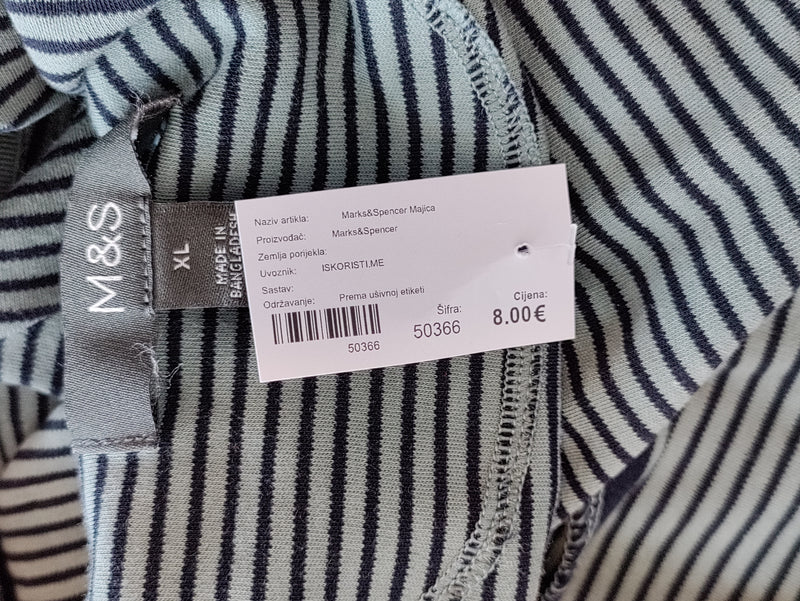 M&S
XL
MADE IN
BANGLADESH
Naziv artikla: Marks&Spencer Majica
Proizvođač: Marks&Spencer
Zemlja porijekla:
Uvoznik: ISKORISTI.ME
Sastav:
Održavanje: Prema ušivnoj etiketi
Šifra: Cijena:
50366 50366 8.00€